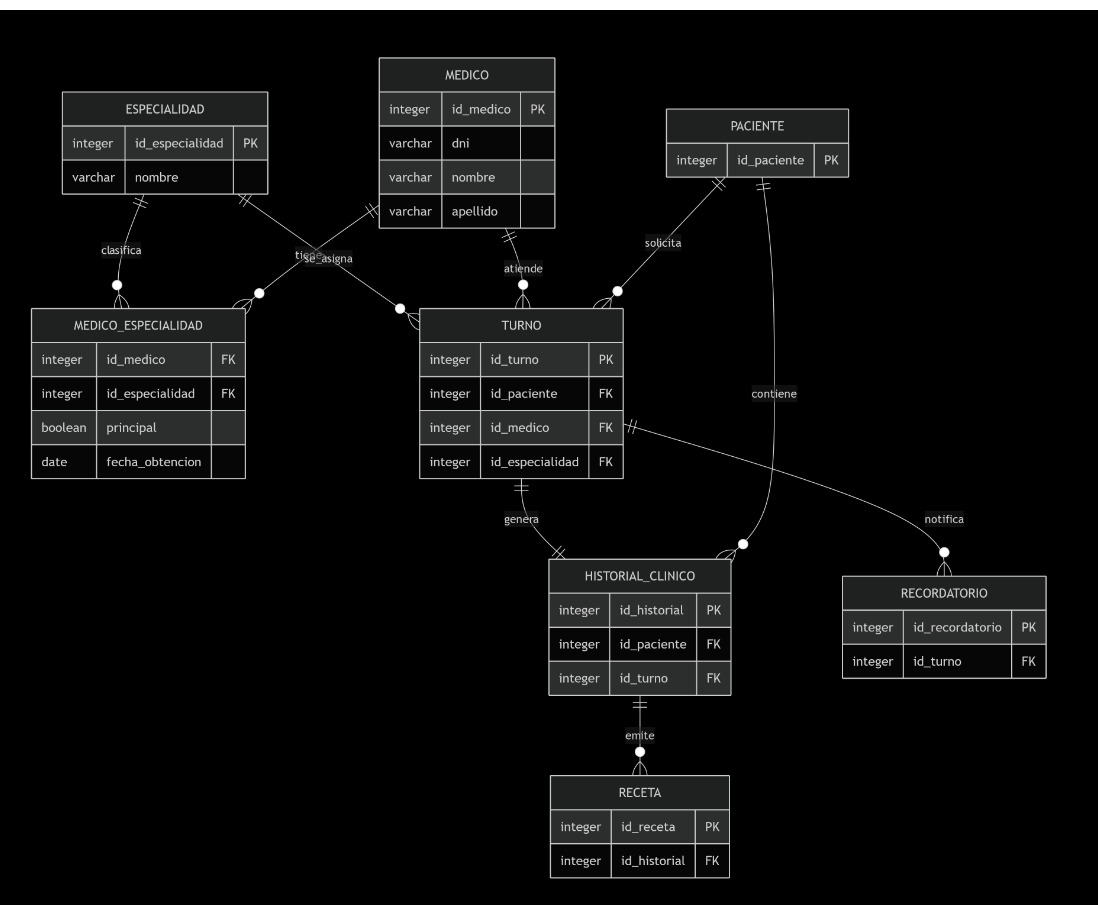 MEDICO
integer id_medico PK
varchar dni
varchar nombre
varchar apellido
ESPECIALIDAD
integer id_especialidad PK
varchar nombre
PACIENTE
integer id_paciente PK
clasifica
tiene
se_asigna
atiende
solicita
MEDICO_ESPECIALIDAD
integer id_medico FK
integer id_especialidad FK
boolean principal
date fecha_obtencion
TURNO
integer id_turno PK
integer id_paciente FK
integer id_medico FK
integer id_especialidad FK
contiene
genera
notifica
HISTORIAL_CLINICO
integer id_historial PK
integer id_paciente FK
integer id_turno FK
RECORDATORIO
integer id_recordatorio PK
integer id_turno FK
emite
RECETA
integer id_receta PK
integer id_historial FK